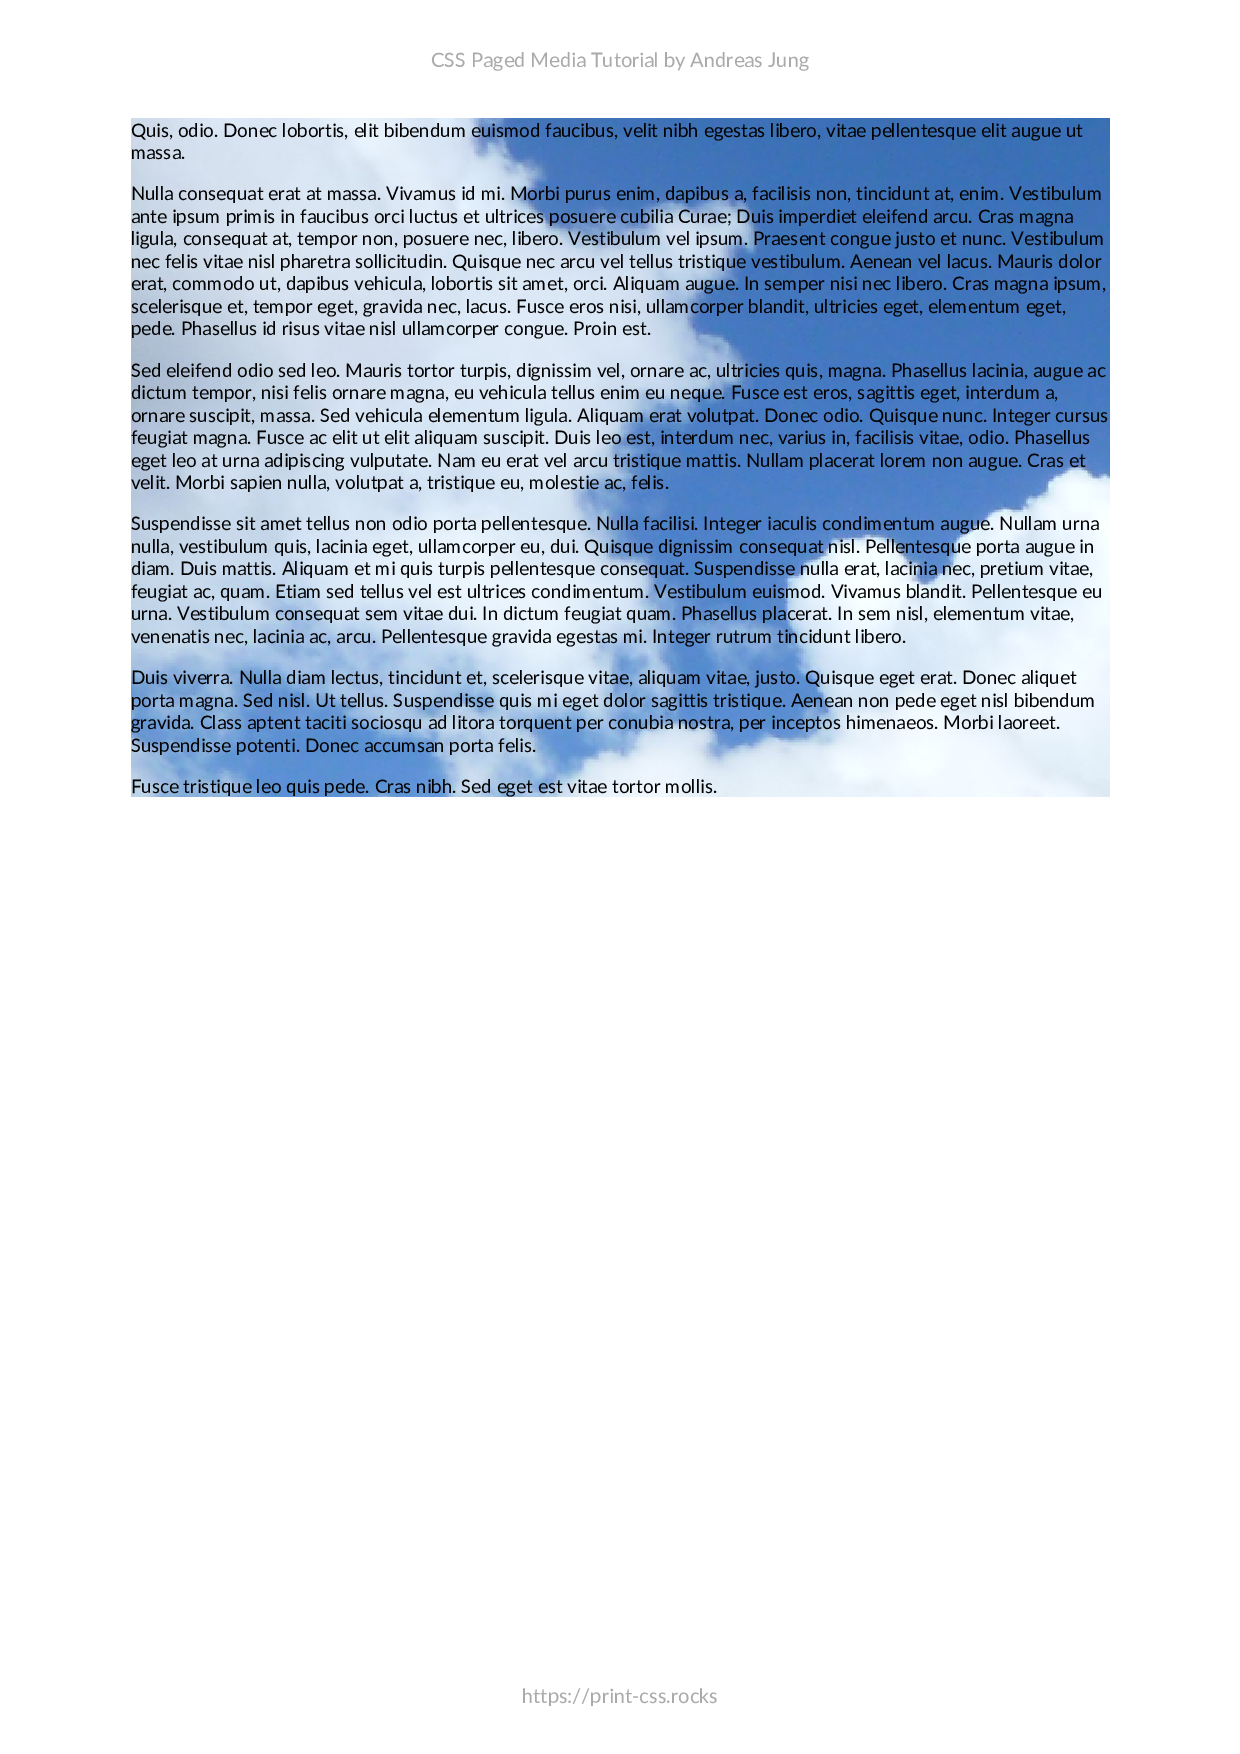 CSS Paged Media Tutorial by Andreas Jung
Quis, odio. Donec lobortis, elit bibendum euismod faucibus, velit nibh egestas libero, vitae pellentesque elit augue ut
massa.
Nulla consequat erat at massa. Vivamus id mi. Morbi purus enim, dapibus a, facilisis non, tincidunt at, enim. Vestibulum
ante ipsum primis in faucibus orci luctus et ultrices posuere cubilia Curae; Duis imperdiet eleifend arcu. Cras magna
ligula, consequat at, tempor non, posuere nec, libero. Vestibulum vel ipsum. Praesent congue justo et nunc. Vestibulum
nec felis vitae nisl pharetra sollicitudin. Quisque nec arcu vel tellus tristique vestibulum. Aenean vel lacus. Mauris dolor
erat, commodo ut, dapibus vehicula, lobortis sit amet, orci. Aliquam augue. In semper nisi nec libero. Cras magna ipsum,
scelerisque et, tempor eget, gravida nec, lacus. Fusce eros nisi, ullamcorper blandit, ultricies eget, elementum eget,
pede. Phasellus id risus vitae nisl ullamcorper congue. Proin est.
Sed eleifend odio sed leo. Mauris tortor turpis, dignissim vel, ornare ac, ultricies quis, magna. Phasellus lacinia, augue ac
dictum tempor, nisi felis ornare magna, eu vehicula tellus enim eu neque. Fusce est eros, sagittis eget, interdum a,
ornare suscipit, massa. Sed vehicula elementum ligula. Aliquam erat volutpat. Donec odio. Quisque nunc. Integer cursus
feugiat magna. Fusce ac elit ut elit aliquam suscipit. Duis leo est, interdum nec, varius in, facilisis vitae, odio. Phasellus
eget leo at urna adipiscing vulputate. Nam eu erat vel arcu tristique mattis. Nullam placerat lorem non augue. Cras et
velit. Morbi sapien nulla, volutpat a, tristique eu, molestie ac, felis.
Suspendisse sit amet tellus non odio porta pellentesque. Nulla facilisi. Integer iaculis condimentum augue. Nullam urna
nulla, vestibulum quis, lacinia eget, ullamcorper eu, dui. Quisque dignissim consequat nisl. Pellentesque porta augue in
diam. Duis mattis. Aliquam et mi quis turpis pellentesque consequat. Suspendisse nulla erat, lacinia nec, pretium vitae,
feugiat ac, quam. Etiam sed tellus vel est ultrices condimentum. Vestibulum euismod. Vivamus blandit. Pellentesque eu
urna. Vestibulum consequat sem vitae dui. In dictum feugiat quam. Phasellus placerat. In sem nisl, elementum vitae,
venenatis nec, lacinia ac, arcu. Pellentesque gravida egestas mi. Integer rutrum tincidunt libero.
Duis viverra. Nulla diam lectus, tincidunt et, scelerisque vitae, aliquam vitae, justo. Quisque eget erat. Donec aliquet
porta magna. Sed nisl. Ut tellus. Suspendisse quis mi eget dolor sagittis tristique. Aenean non pede eget nisl bibendum
gravida. Class aptent taciti sociosqu ad litora torquent per conubia nostra, per inceptos himenaeos. Morbi laoreet.
Suspendisse potenti. Donec accumsan porta felis.
Fusce tristique leo quis pede. Cras nibh. Sed eget est vitae tortor mollis.
https://print-css.rocks